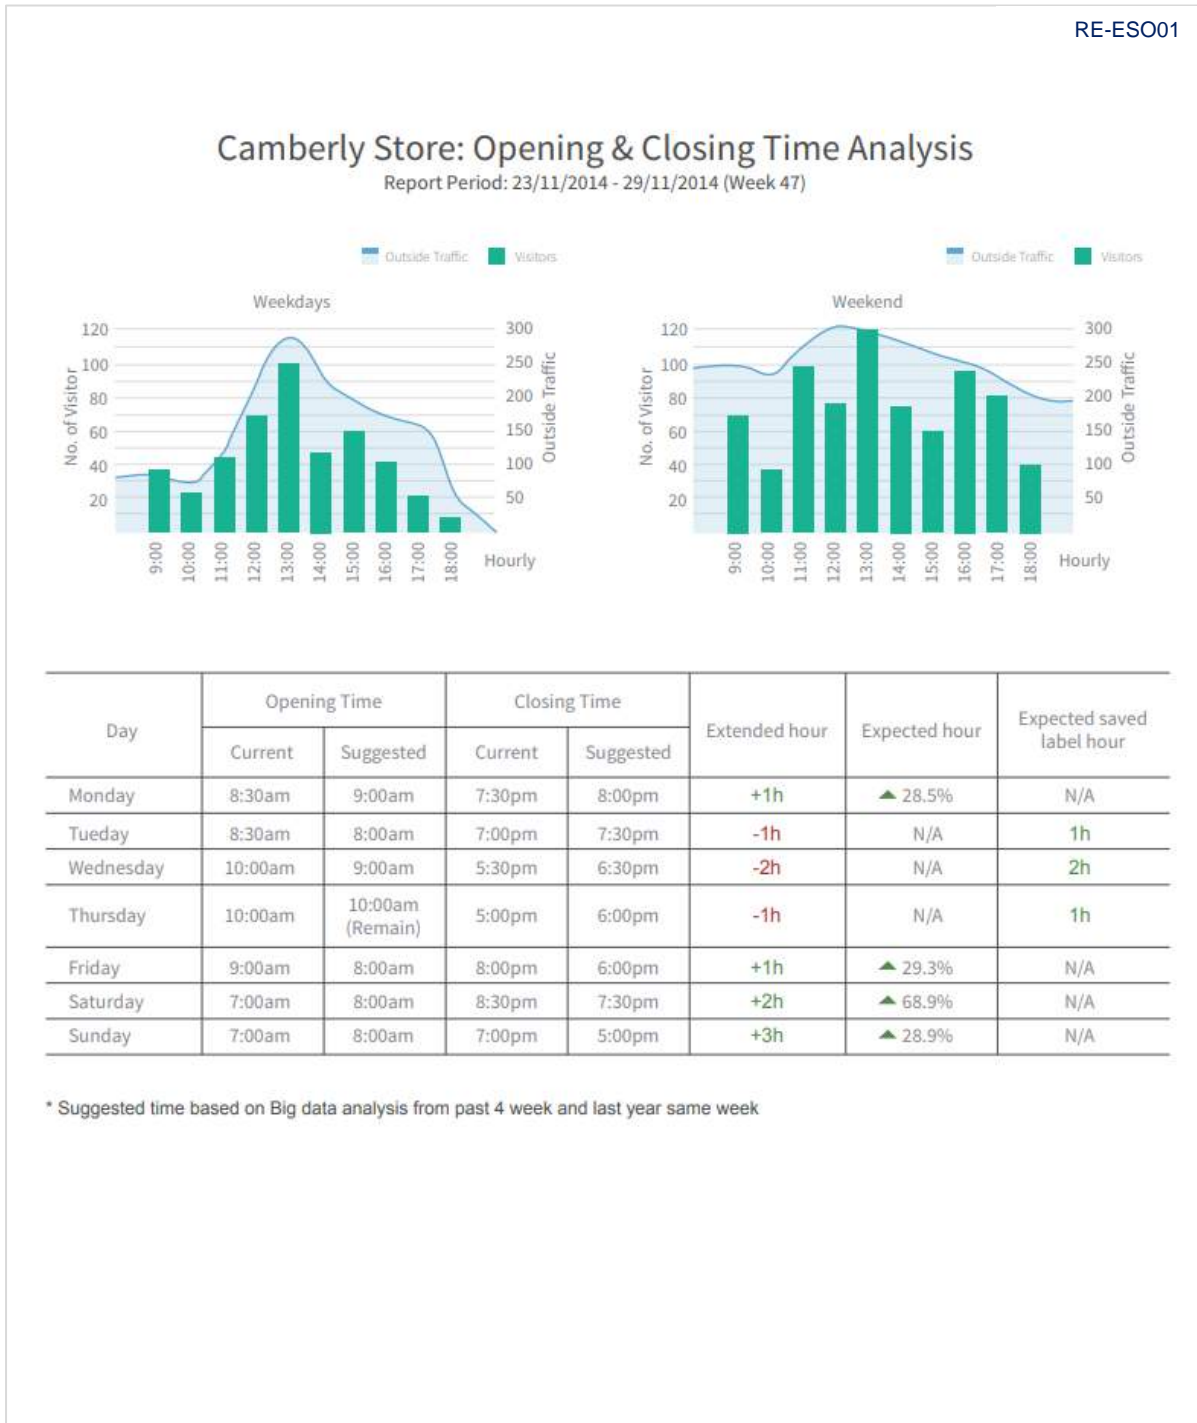 RE-ESO01
Camberly Store: Opening & Closing Time Analysis
Report Period: 23/11/2014 - 29/11/2014 (Week 47)
Outside Traffic Visitors
Weekdays
No. of Visitor
120
100
80
60
40
20
300
250
200
150
100
50
Outside Traffic
9:00 10:00 11:00 12:00 13:00 14:00 15:00 16:00 17:00 18:00 Hourly
Outside Traffic Visitors
Weekend
No. of Visitor
120
100
80
60
40
20
300
250
200
150
100
50
Outside Traffic
9:00 10:00 11:00 12:00 13:00 14:00 15:00 16:00 17:00 18:00 Hourly
Day Opening Time Closing Time Extended hour Expected hour Expected saved label hour
Current Suggested Current Suggested
Monday 8:30am 9:00am 7:30pm 8:00pm +1h 28.5% N/A
Tueday 8:30am 8:00am 7:00pm 7:30pm -1h N/A 1h
Wednesday 10:00am 9:00am 5:30pm 6:30pm -2h N/A 2h
Thursday 10:00am 10:00am (Remain) 5:00pm 6:00pm -1h N/A 1h
Friday 9:00am 8:00am 8:00pm 6:00pm +1h 29.3% N/A
Saturday 7:00am 8:00am 8:30pm 7:30pm +2h 68.9% N/A
Sunday 7:00am 8:00am 7:00pm 5:00pm +3h 28.9% N/A
* Suggested time based on Big data analysis from past 4 week and last year same week